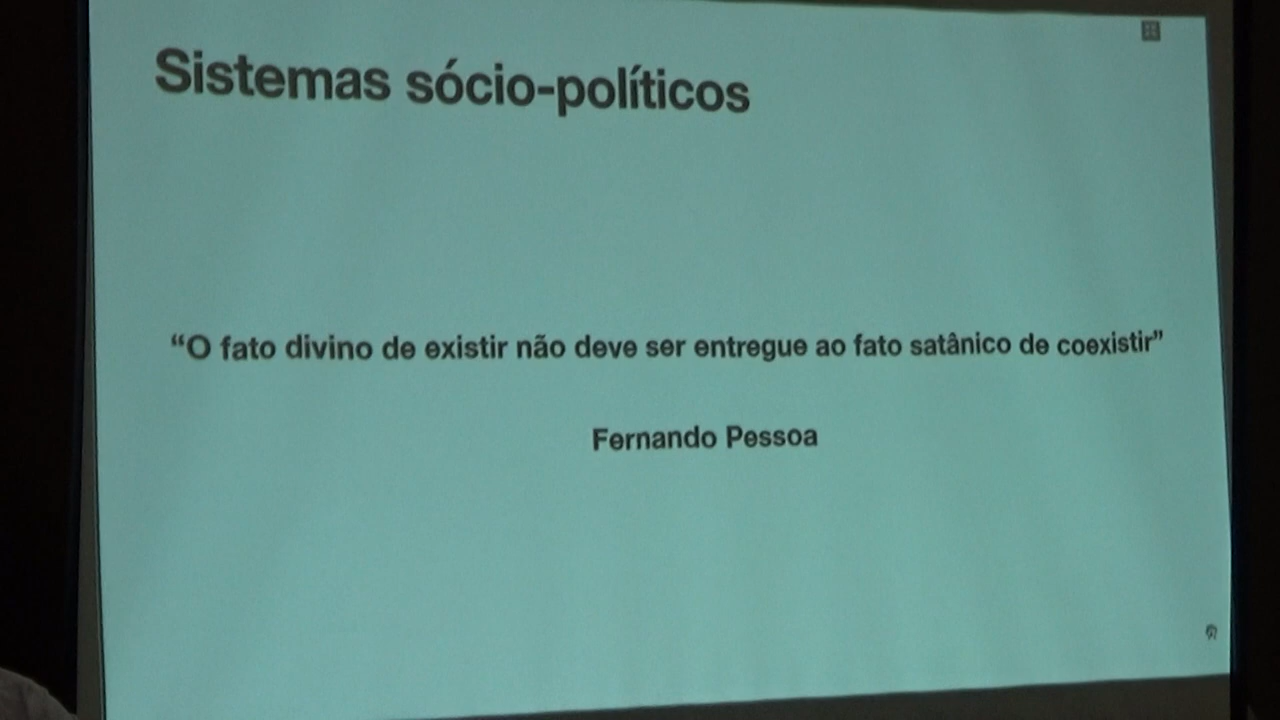 Sistemas sócio-políticos
“O fato divino de existir não deve ser entregue ao fato satânico de coexistir”
Fernando Pessoa